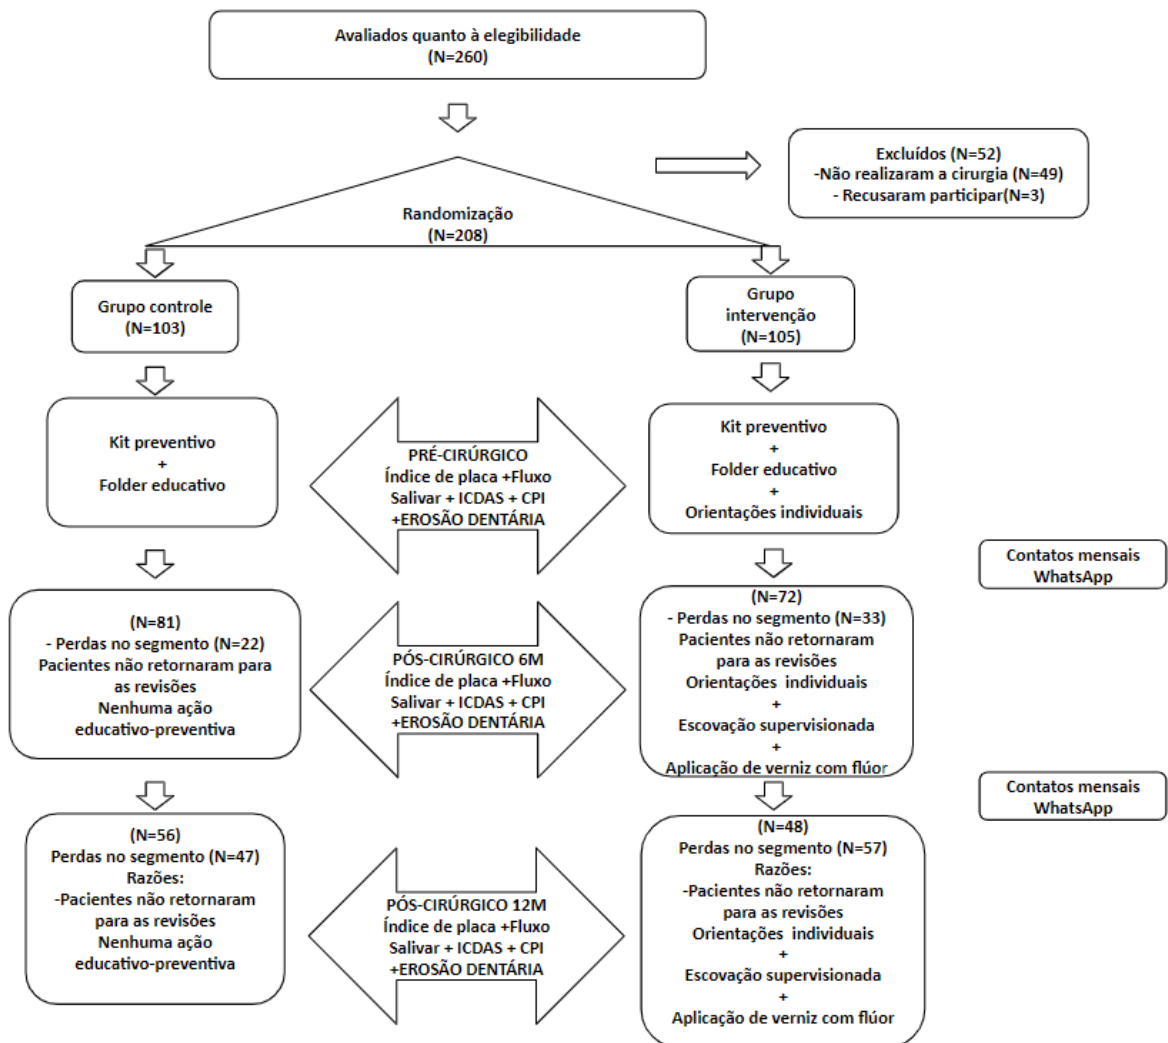 Avaliados quanto à elegibilidade
(N=260)
Excluídos (N=52)
-Não realizaram a cirurgia (N=49)
- Recusaram participar(N=3)
Randomização
(N=208)
Grupo controle
(N=103)
Grupo
intervenção
(N=105)
Kit preventivo
+
Folder educativo
PRÉ-CIRÚRGICO
Índice de placa +Fluxo
Salivar + ICDAS + CPI
+EROSÃO DENTÁRIA
Kit preventivo
+
Folder educativo
+
Orientações individuais
Contatos mensais
WhatsApp
(N=81)
- Perdas no segmento (N=22)
Pacientes não retornaram para
as revisões
Nenhuma ação
educativo-preventiva
PÓS-CIRÚRGICO 6M
Índice de placa +Fluxo
Salivar + ICDAS + CPI
+EROSÃO DENTÁRIA
(N=72)
- Perdas no segmento (N=33)
Pacientes não retornaram
para as revisões
Orientações  individuais
+
Escovação supervisionada
+
Aplicação de verniz com flúor
Contatos mensais
WhatsApp
(N=56)
Perdas no segmento (N=47)
Razões:
-Pacientes não retornaram
para as revisões
Nenhuma ação
educativo-preventiva
PÓS-CIRÚRGICO 12M
Índice de placa +Fluxo
Salivar + ICDAS + CPI
+EROSÃO DENTÁRIA
(N=48)
Perdas no segmento (N=57)
Razões:
-Pacientes não retornaram
para as revisões
Orientações  individuais
+
Escovação supervisionada
+
Aplicação de verniz com flúor